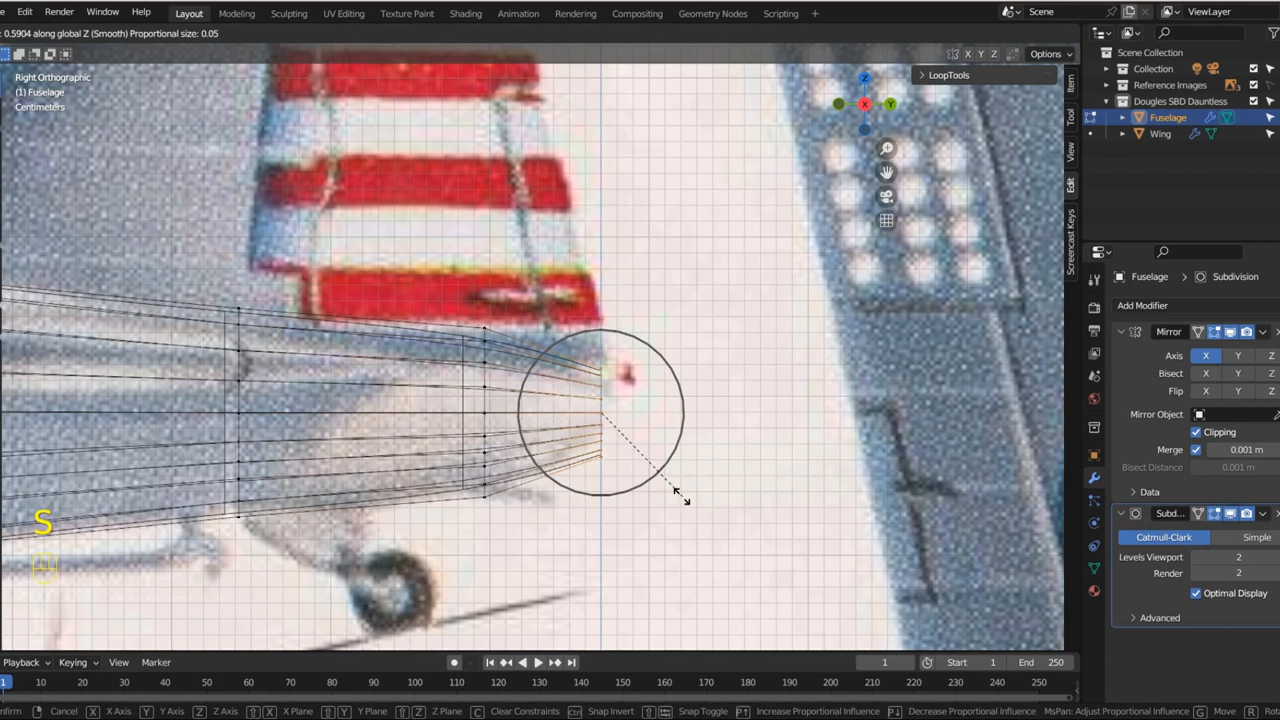 Edit Render Window Help Layout Modeling Sculpting UV Editing Texture Paint Shading Animation Rendering Compositing Geometry Nodes Scripting + Scene ViewLayer
: 0.5904 along global Z (Smooth) Proportional size: 0.05
X Y Z Options
Right Orthographic
(1) Fuselage
Centimeters
LoopTools
Z
X
Y
Item
Tool
View
Edit
Screencast Keys
Scene Collection
Collection
Reference Images
Dougles SBD Dauntless
Fuselage
Wing
Fuselage > Subdivision
Add Modifier
Mirror
Axis X Y Z
Bisect X Y Z
Flip X Y Z
Mirror Object
Clipping
Merge 0.001 m
Bisect Distance 0.001 m
Data
Subd...
Catmull-Clark Simple
Levels Viewport 2
Render 2
Optimal Display
Advanced
S
Playback Keying View Marker 1 Start 1 End 250
1 10 20 30 40 50 60 70 80 90 100 110 120 130 140 150 160 170 180 190 200 210 220 230 240 250
nfirm Cancel X X Axis Y Y Axis Z Z Axis X X Plane Y Y Plane Z Z Plane C Clear Constraints Ctrl Snap Invert Snap Toggle Increase Proportional Influence Decrease Proportional Influence MsPan: Adjust Proportional Influence G Move R Rot